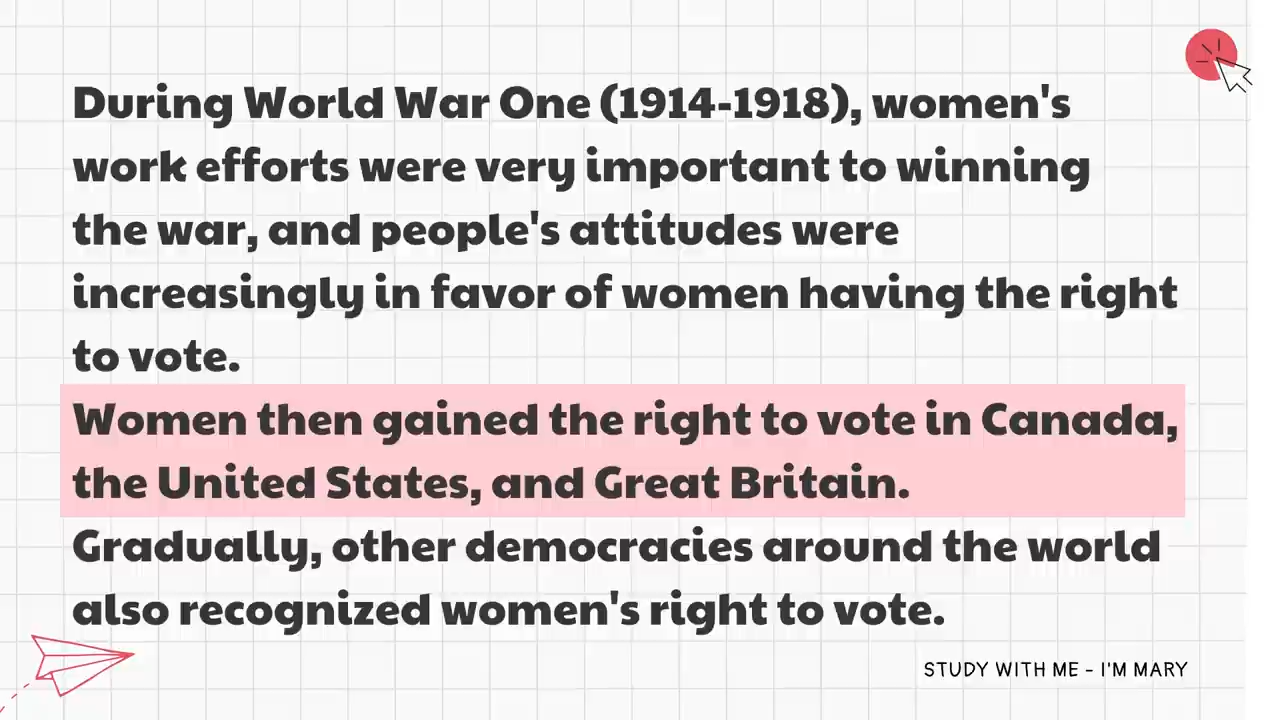 During World War One (1914-1918), women's
work efforts were very important to winning
the war, and people's attitudes were
increasingly in favor of women having the right
to vote.
Women then gained the right to vote in Canada,
the United States, and Great Britain.
Gradually, other democracies around the world
also recognized women's right to vote.
STUDY WITH ME - I'M MARY